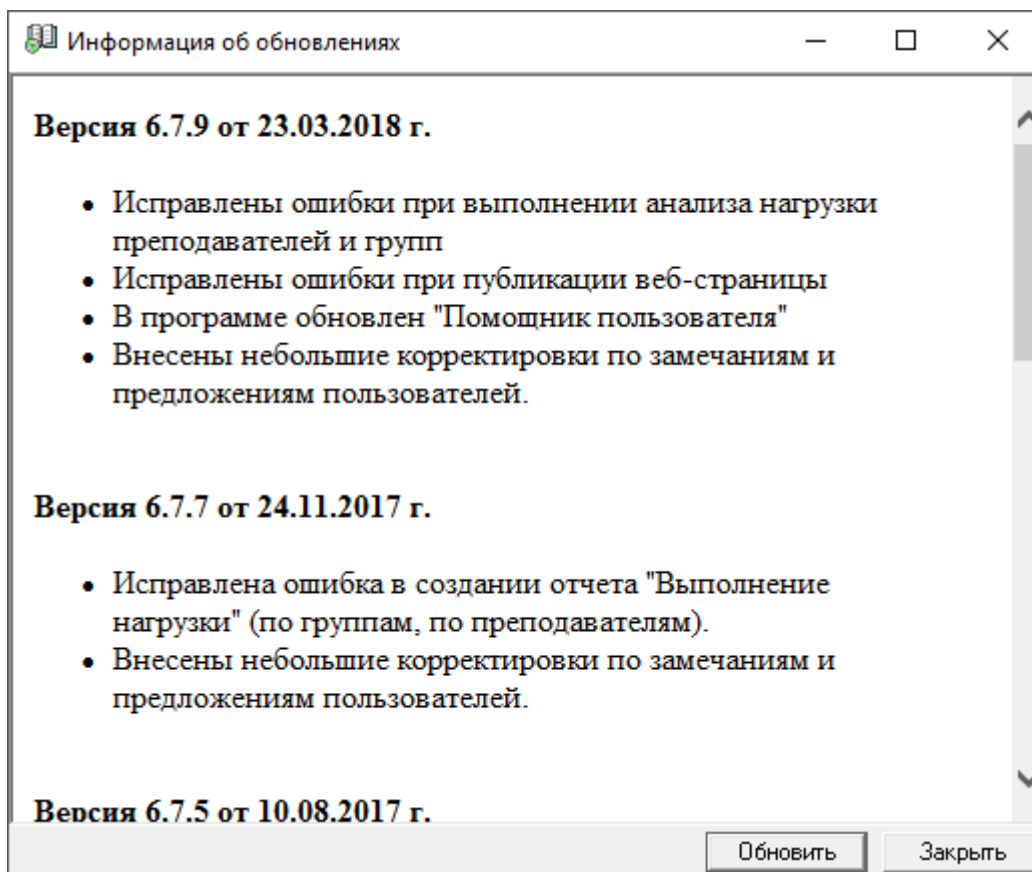 Информация об обновлениях
Версия 6.7.9 от 23.03.2018 г.
• Исправлены ошибки при выполнении анализа нагрузки
преподавателей и групп
• Исправлены ошибки при публикации веб-страницы
• В программе обновлен "Помощник пользователя"
• Внесены небольшие корректировки по замечаниям и
предложениям пользователей.
Версия 6.7.7 от 24.11.2017 г.
• Исправлена ошибка в создании отчета "Выполнение
нагрузки" (по группам, по преподавателям).
• Внесены небольшие корректировки по замечаниям и
предложениям пользователей.
Версия 6.7.5 от 10.08.2017 г.
Обновить Закрыть